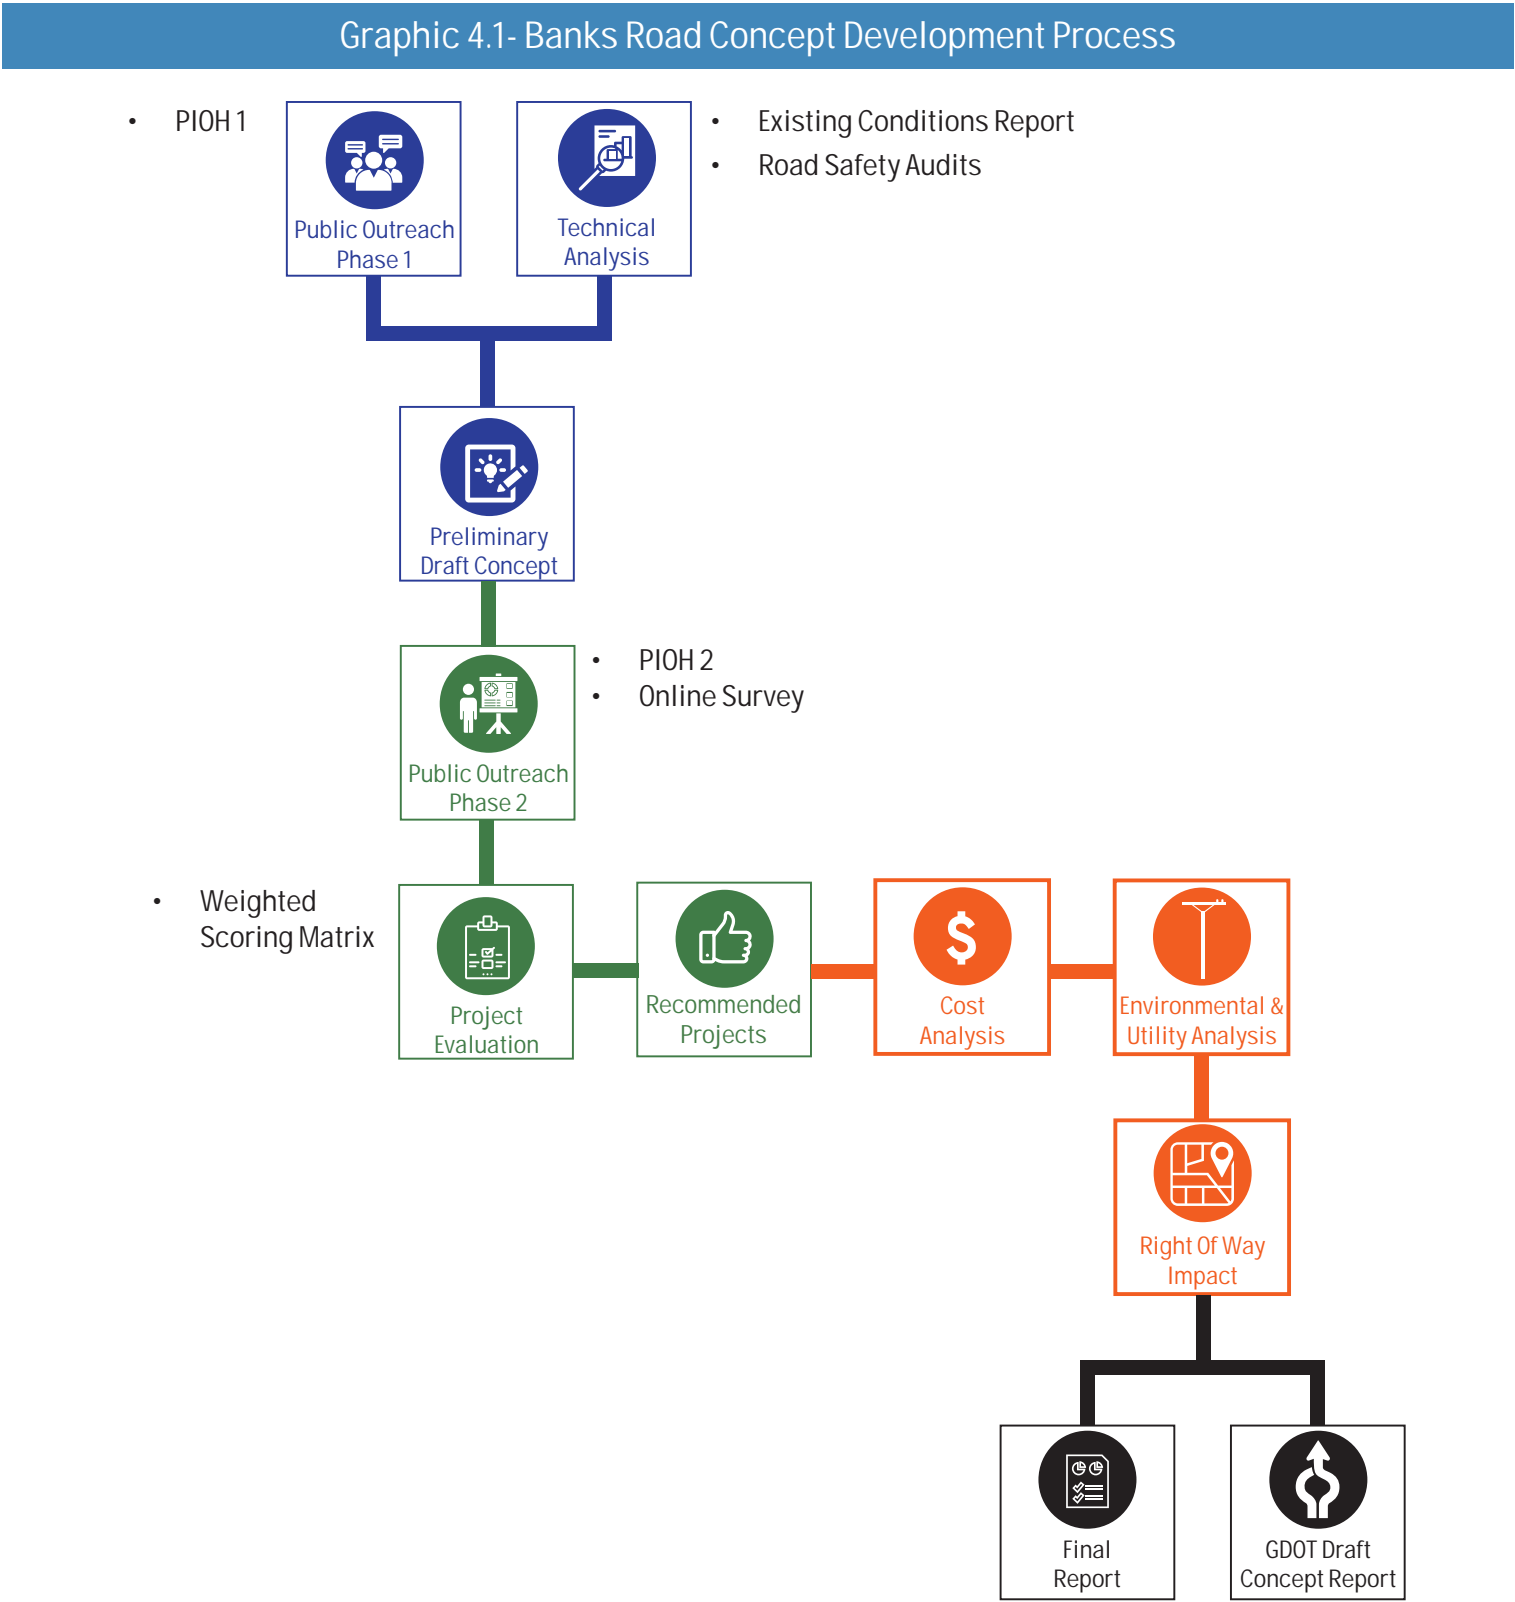 Graphic 4.1- Banks Road Concept Development Process
• PIOH 1
Public Outreach
Phase 1
Technical
Analysis
• Existing Conditions Report
• Road Safety Audits
Preliminary
Draft Concept
Public Outreach
Phase 2
• PIOH 2
• Online Survey
• Weighted
Scoring Matrix
Project
Evaluation
Recommended
Projects
$
Cost
Analysis
Environmental &
Utility Analysis
Right Of Way
Impact
Final
Report
GDOT Draft
Concept Report